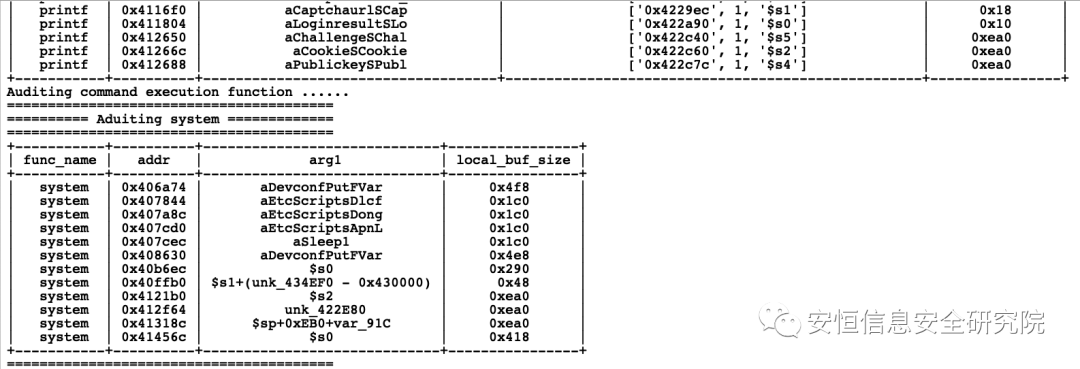 printf | 0x4116f0 | aCaptchaurlSCap | ['0x4229ec', 1, '$s1'] | 0x18
printf | 0x411804 | aLoginresultSLo | ['0x422a90', 1, '$s0'] | 0x10
printf | 0x412650 | aChallengeSChal | ['0x422c40', 1, '$s5'] | 0xea0
printf | 0x41266c | aCookieSCookie | ['0x422c60', 1, '$s2'] | 0xea0
printf | 0x412688 | aPublickeySPubl | ['0x422c7c', 1, '$s4'] | 0xea0
Auditing command execution function ......
========================================
========== Aduiting system =============
========================================
func_name | addr | arg1 | local_buf_size
system | 0x406a74 | aDevconfPutFVar | 0x4f8
system | 0x407844 | aEtcScriptsDlcf | 0x1c0
system | 0x407a8c | aEtcScriptsDong | 0x1c0
system | 0x407cd0 | aEtcScriptsApnL | 0x1c0
system | 0x407cec | aSleep1 | 0x1c0
system | 0x408630 | aDevconfPutFVar | 0x4e8
system | 0x40b6ec | $s0 | 0x290
system | 0x40ffb0 | $s1+(unk_434EF0 - 0x430000) | 0x48
system | 0x4121b0 | $s2 | 0xea0
system | 0x412f64 | unk_422E80 | 0xea0
system | 0x41318c | $sp+0xEB0+var_91C | 0xea0
system | 0x41456c | $s0 | 0x418
========================================
安恒信息安全研究院